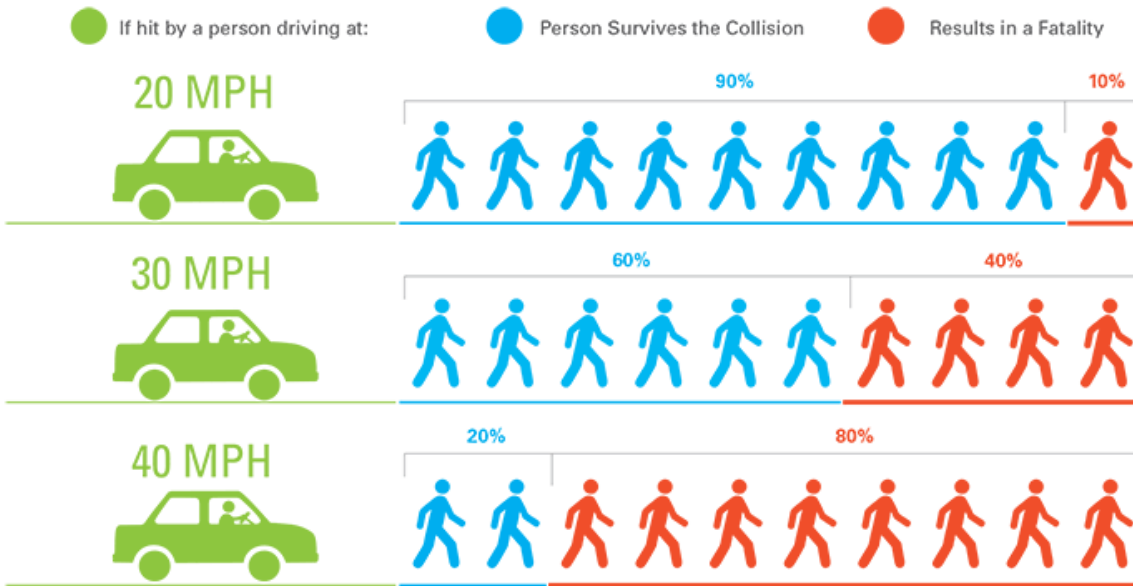 If hit by a person driving at: Person Survives the Collision Results in a Fatality
20 MPH 90% 10%
30 MPH 60% 40%
40 MPH 20% 80%